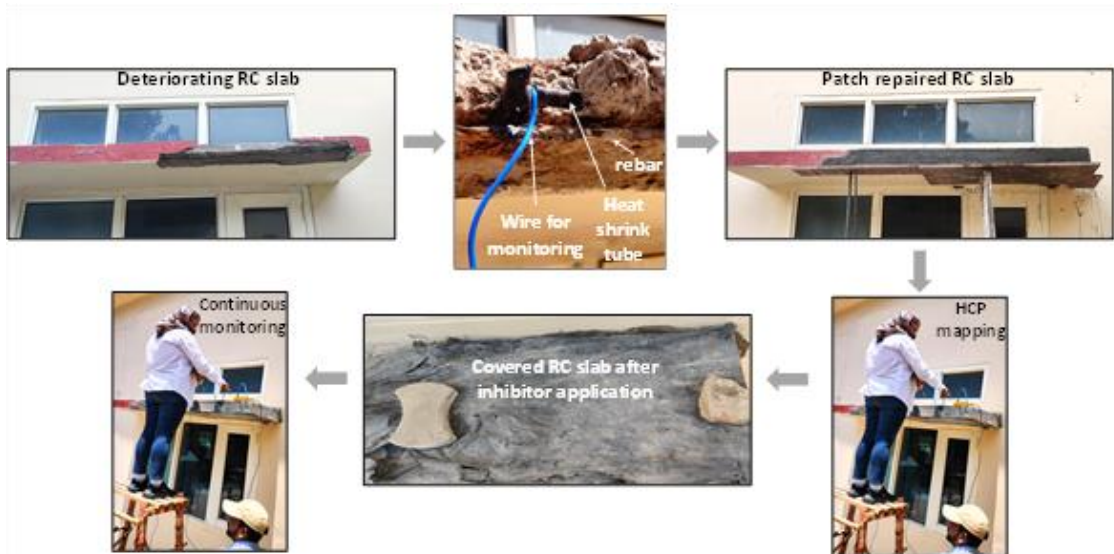 Deteriorating RC slab
Wire for
monitoring
Heat
shrink
tube
rebar
Patch repaired RC slab
HCP
mapping
Covered RC slab after
inhibitor application
Continuous
monitoring